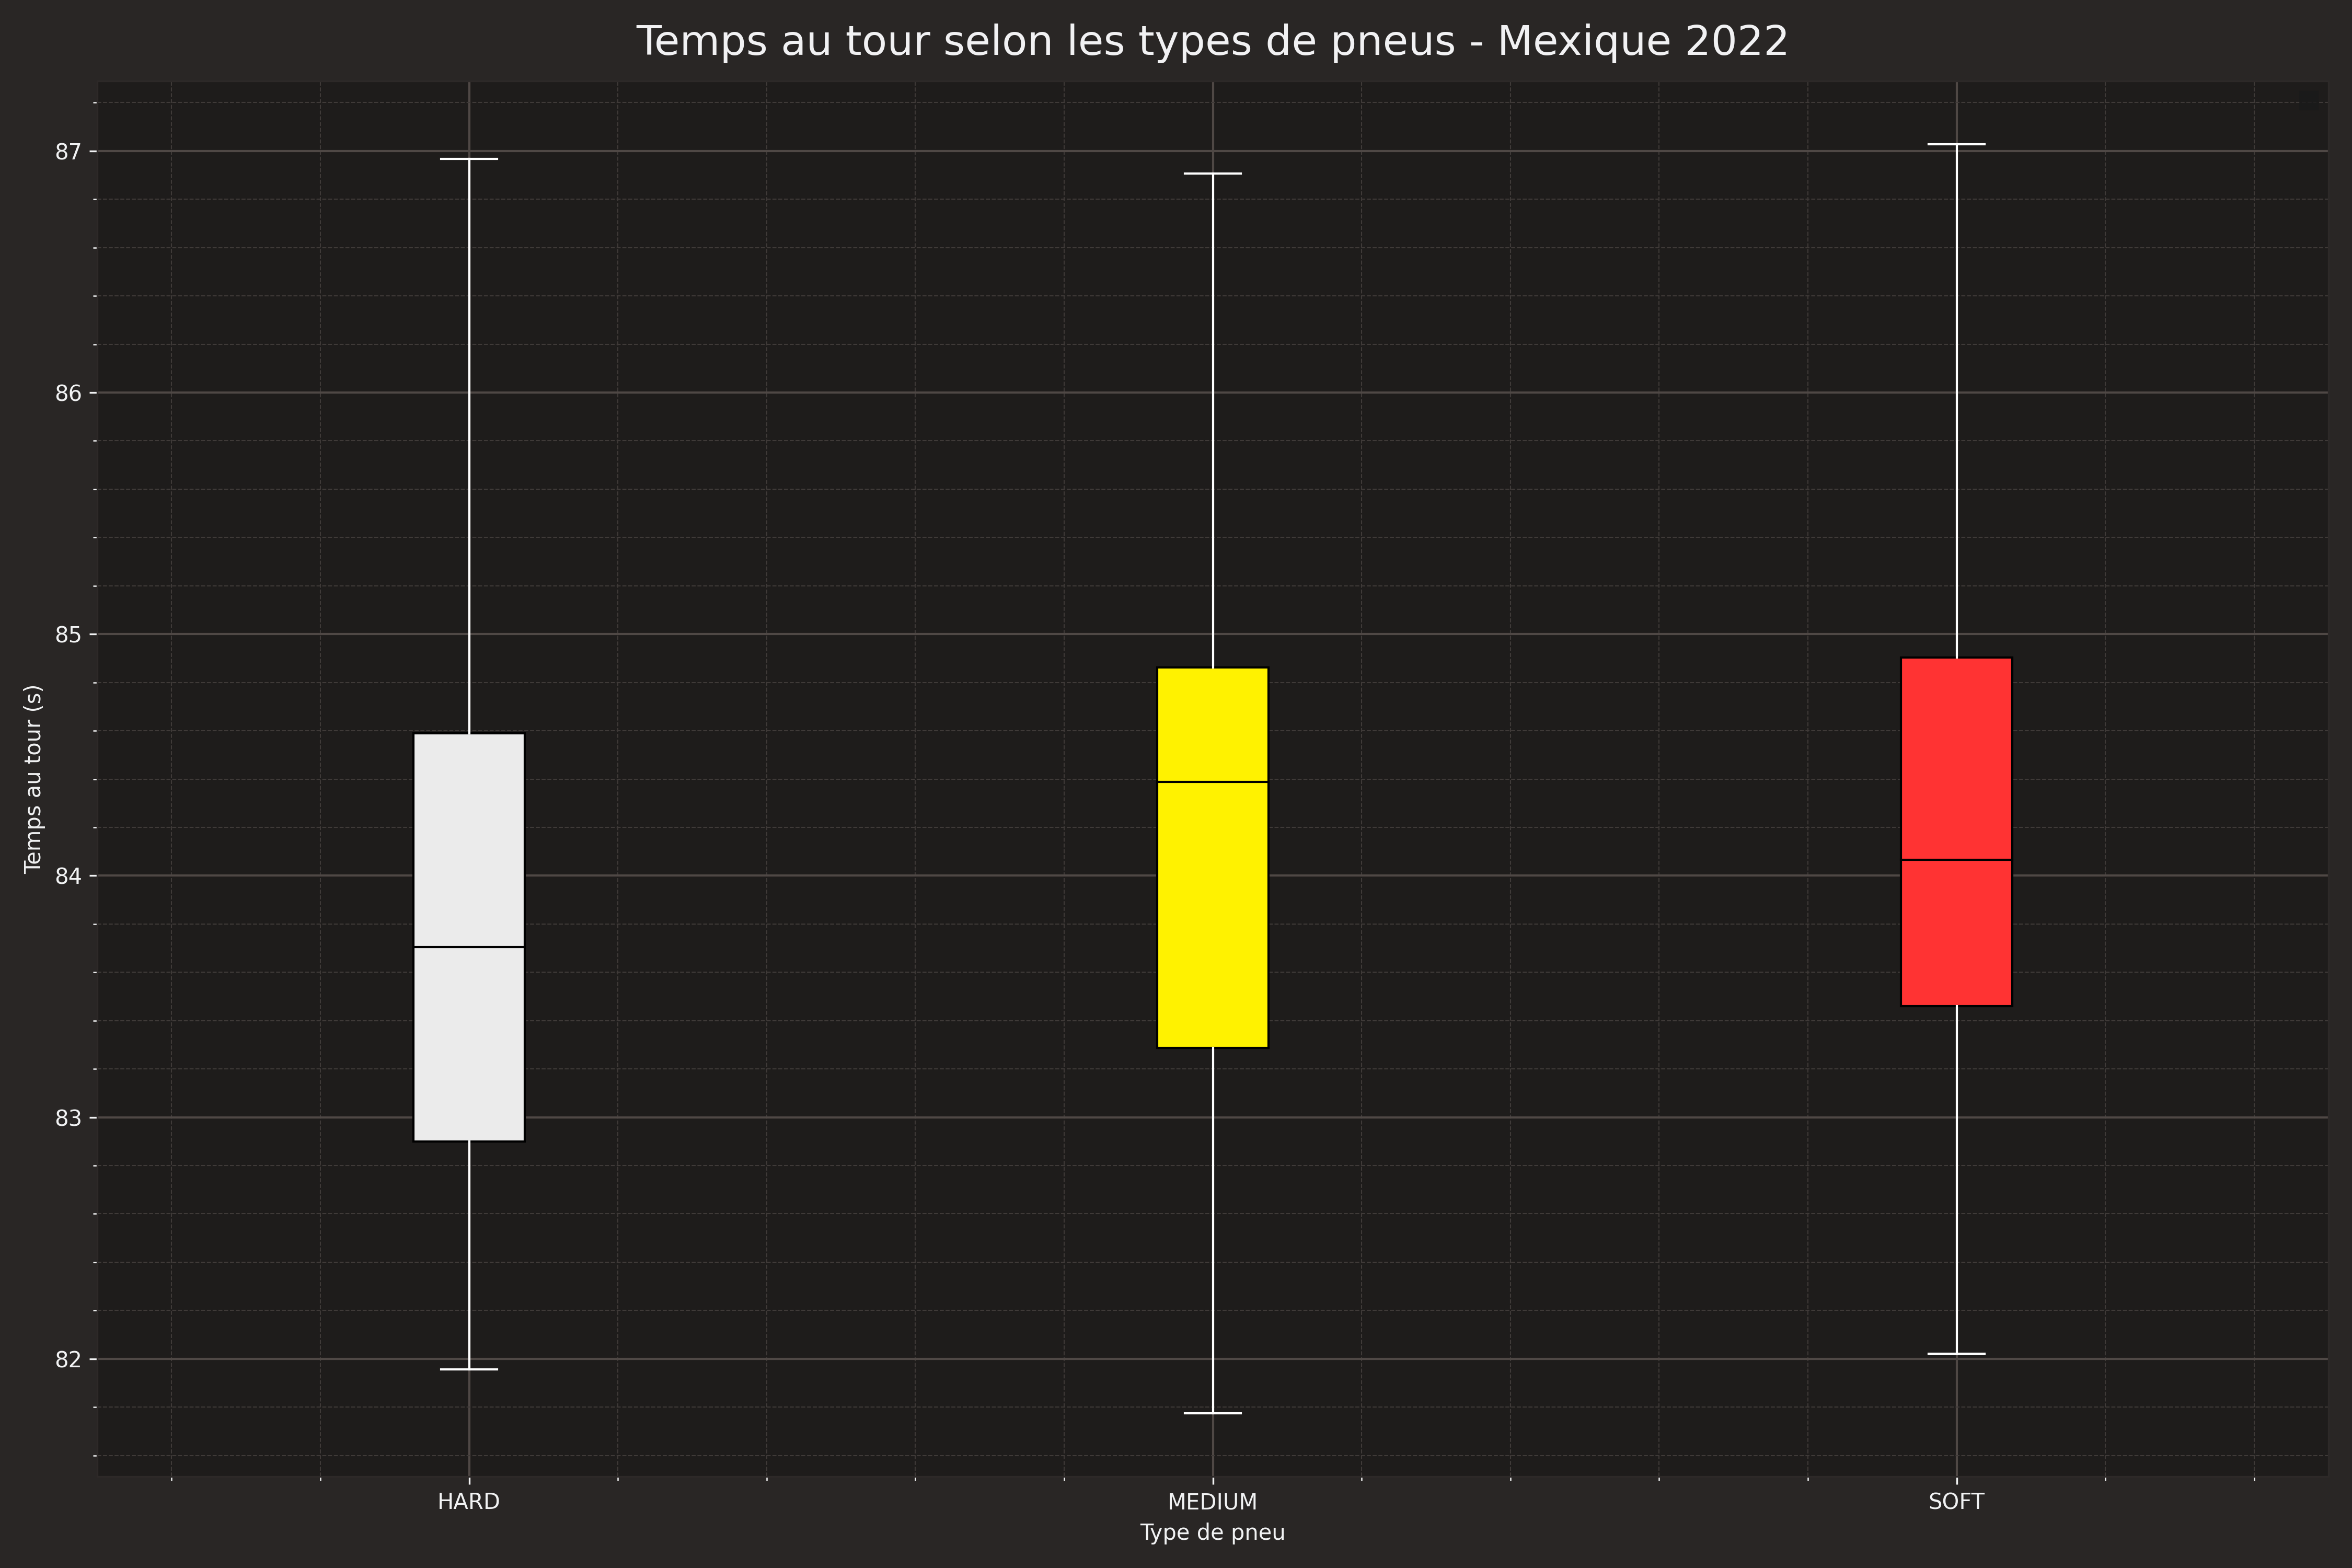 Temps au tour selon les types de pneus - Mexique 2022
Temps au tour (s)
87
86
85
84
83
82
HARD
MEDIUM
SOFT
Type de pneu